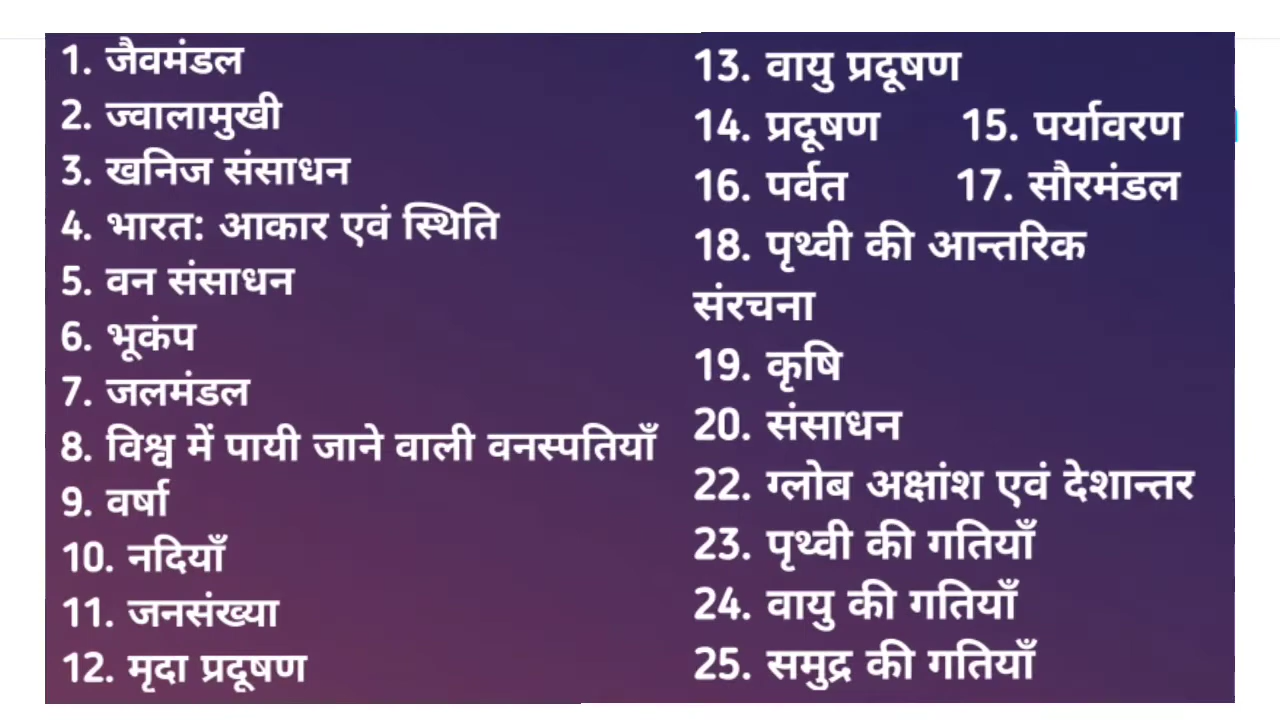 1. जैवमंडल
2. ज्वालामुखी
3. खनिज संसाधन
4. भारत: आकार एवं स्थिति
5. वन संसाधन
6. भूकंप
7. जलमंडल
8. विश्व में पायी जाने वाली वनस्पतियाँ
9. वर्षा
10. नदियाँ
11. जनसंख्या
12. मृदा प्रदूषण
13. वायु प्रदूषण
14. प्रदूषण 15. पर्यावरण
16. पर्वत 17. सौरमंडल
18. पृथ्वी की आन्तरिक
संरचना
19. कृषि
20. संसाधन
22. ग्लोब अक्षांश एवं देशान्तर
23. पृथ्वी की गतियाँ
24. वायु की गतियाँ
25. समुद्र की गतियाँ